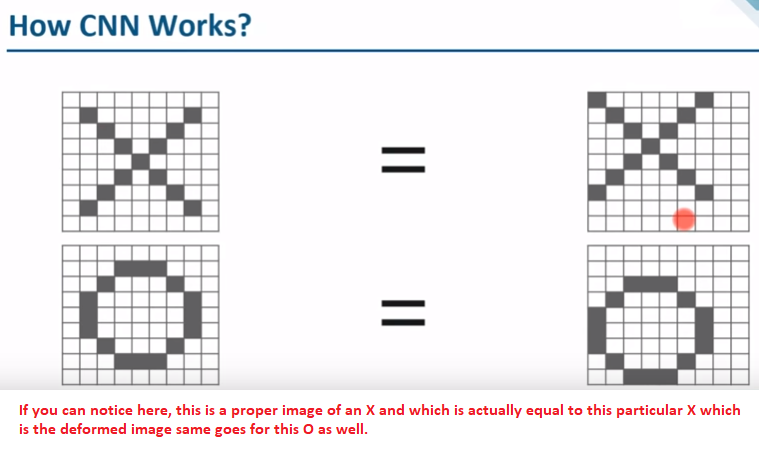 How CNN Works?
=
=
If you can notice here, this is a proper image of an X and which is actually equal to this particular X which
is the deformed image same goes for this O as well.